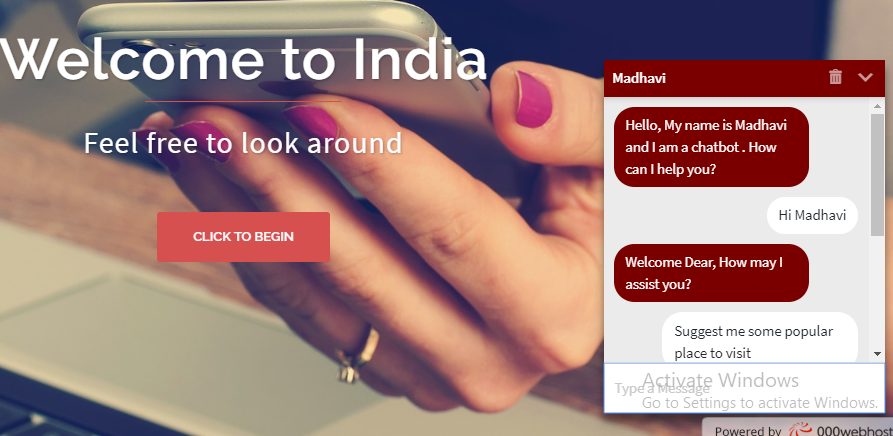 Welcome to India
Feel free to look around
CLICK TO BEGIN
Madhavi
Hello, My name is Madhavi
and I am a chatbot . How
can I help you?
Hi Madhavi
Welcome Dear, How may I
assist you?
Suggest me some popular
place to visit
Type a Message
Activate Windows
Go to Settings to activate Windows.
Powered by 000webhost